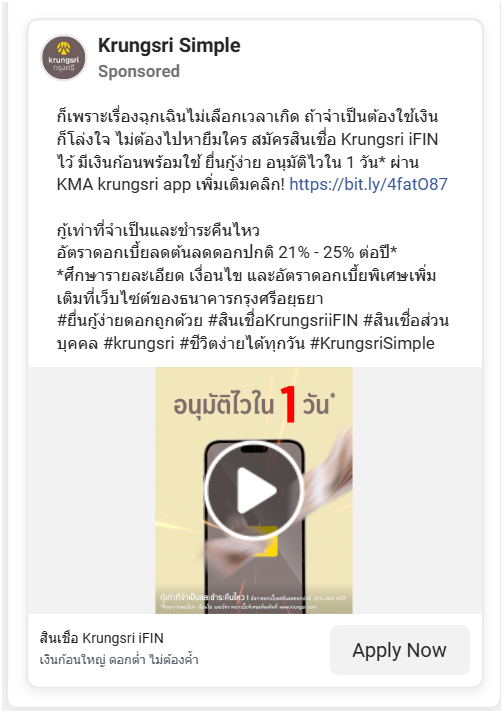 Krungsri Simple
Sponsored
krungsri
กรุงศรี
ก็เพราะเรื่องฉุกเฉินไม่เลือกเวลาเกิด ถ้าจำเป็นต้องใช้เงิน
ก็โล่งใจ ไม่ต้องไปหายืมใคร สมัครสินเชื่อ Krungsri iFIN
ไว้ มีเงินก้อนพร้อมใช้ ยื่นกู้ง่าย อนุมัติไวใน 1 วัน* ผ่าน
KMA krungsri app เพิ่มเติมคลิก! https://bit.ly/4fatO87
กู้เท่าที่จำเป็นและชำระคืนไหว
อัตราดอกเบี้ยลดต้นลดดอกปกติ 21% - 25% ต่อปี*
*ศึกษารายละเอียด เงื่อนไข และอัตราดอกเบี้ยพิเศษเพิ่ม
เติมที่เว็บไซต์ของธนาคารกรุงศรีอยุธยา
#ยื่นกู้ง่ายดอกถูกด้วย #สินเชื่อKrungsriiFIN #สินเชื่อส่วน
บุคคล #krungsri #ชีวิตง่ายได้ทุกวัน #KrungsriSimple
อนุมัติไวใน 1 วัน*
กู้เท่าที่จำเป็นและชำระคืนไหว
สินเชื่อ Krungsri iFIN
เงินก้อนใหญ่ ดอกต่ำ ไม่ต้องค้ำ
Apply Now